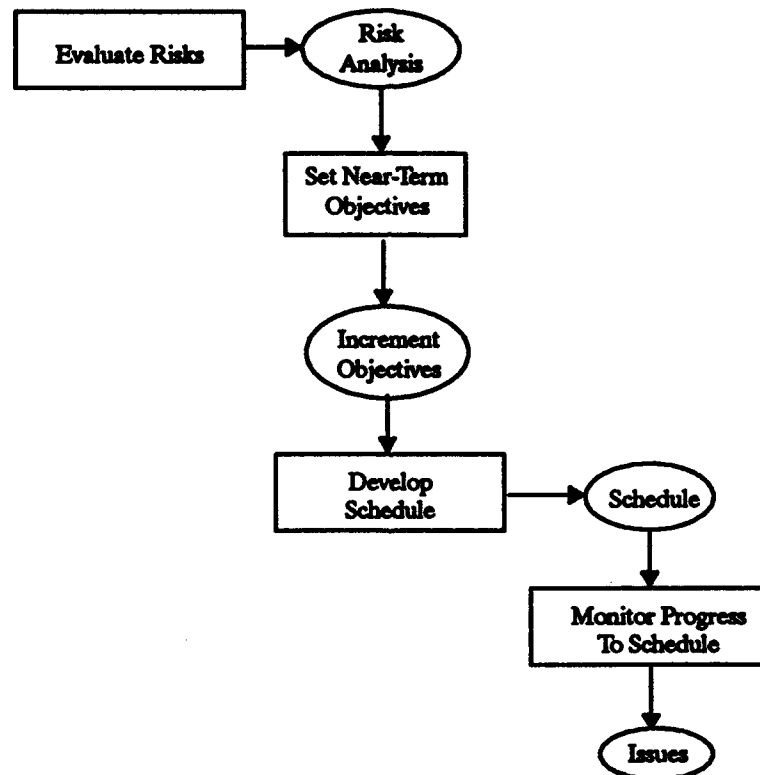 Evaluate Risks
Risk
Analysis
Set Near-Term
Objectives
Increment
Objectives
Develop
Schedule
Schedule
Monitor Progress
To Schedule
Issues